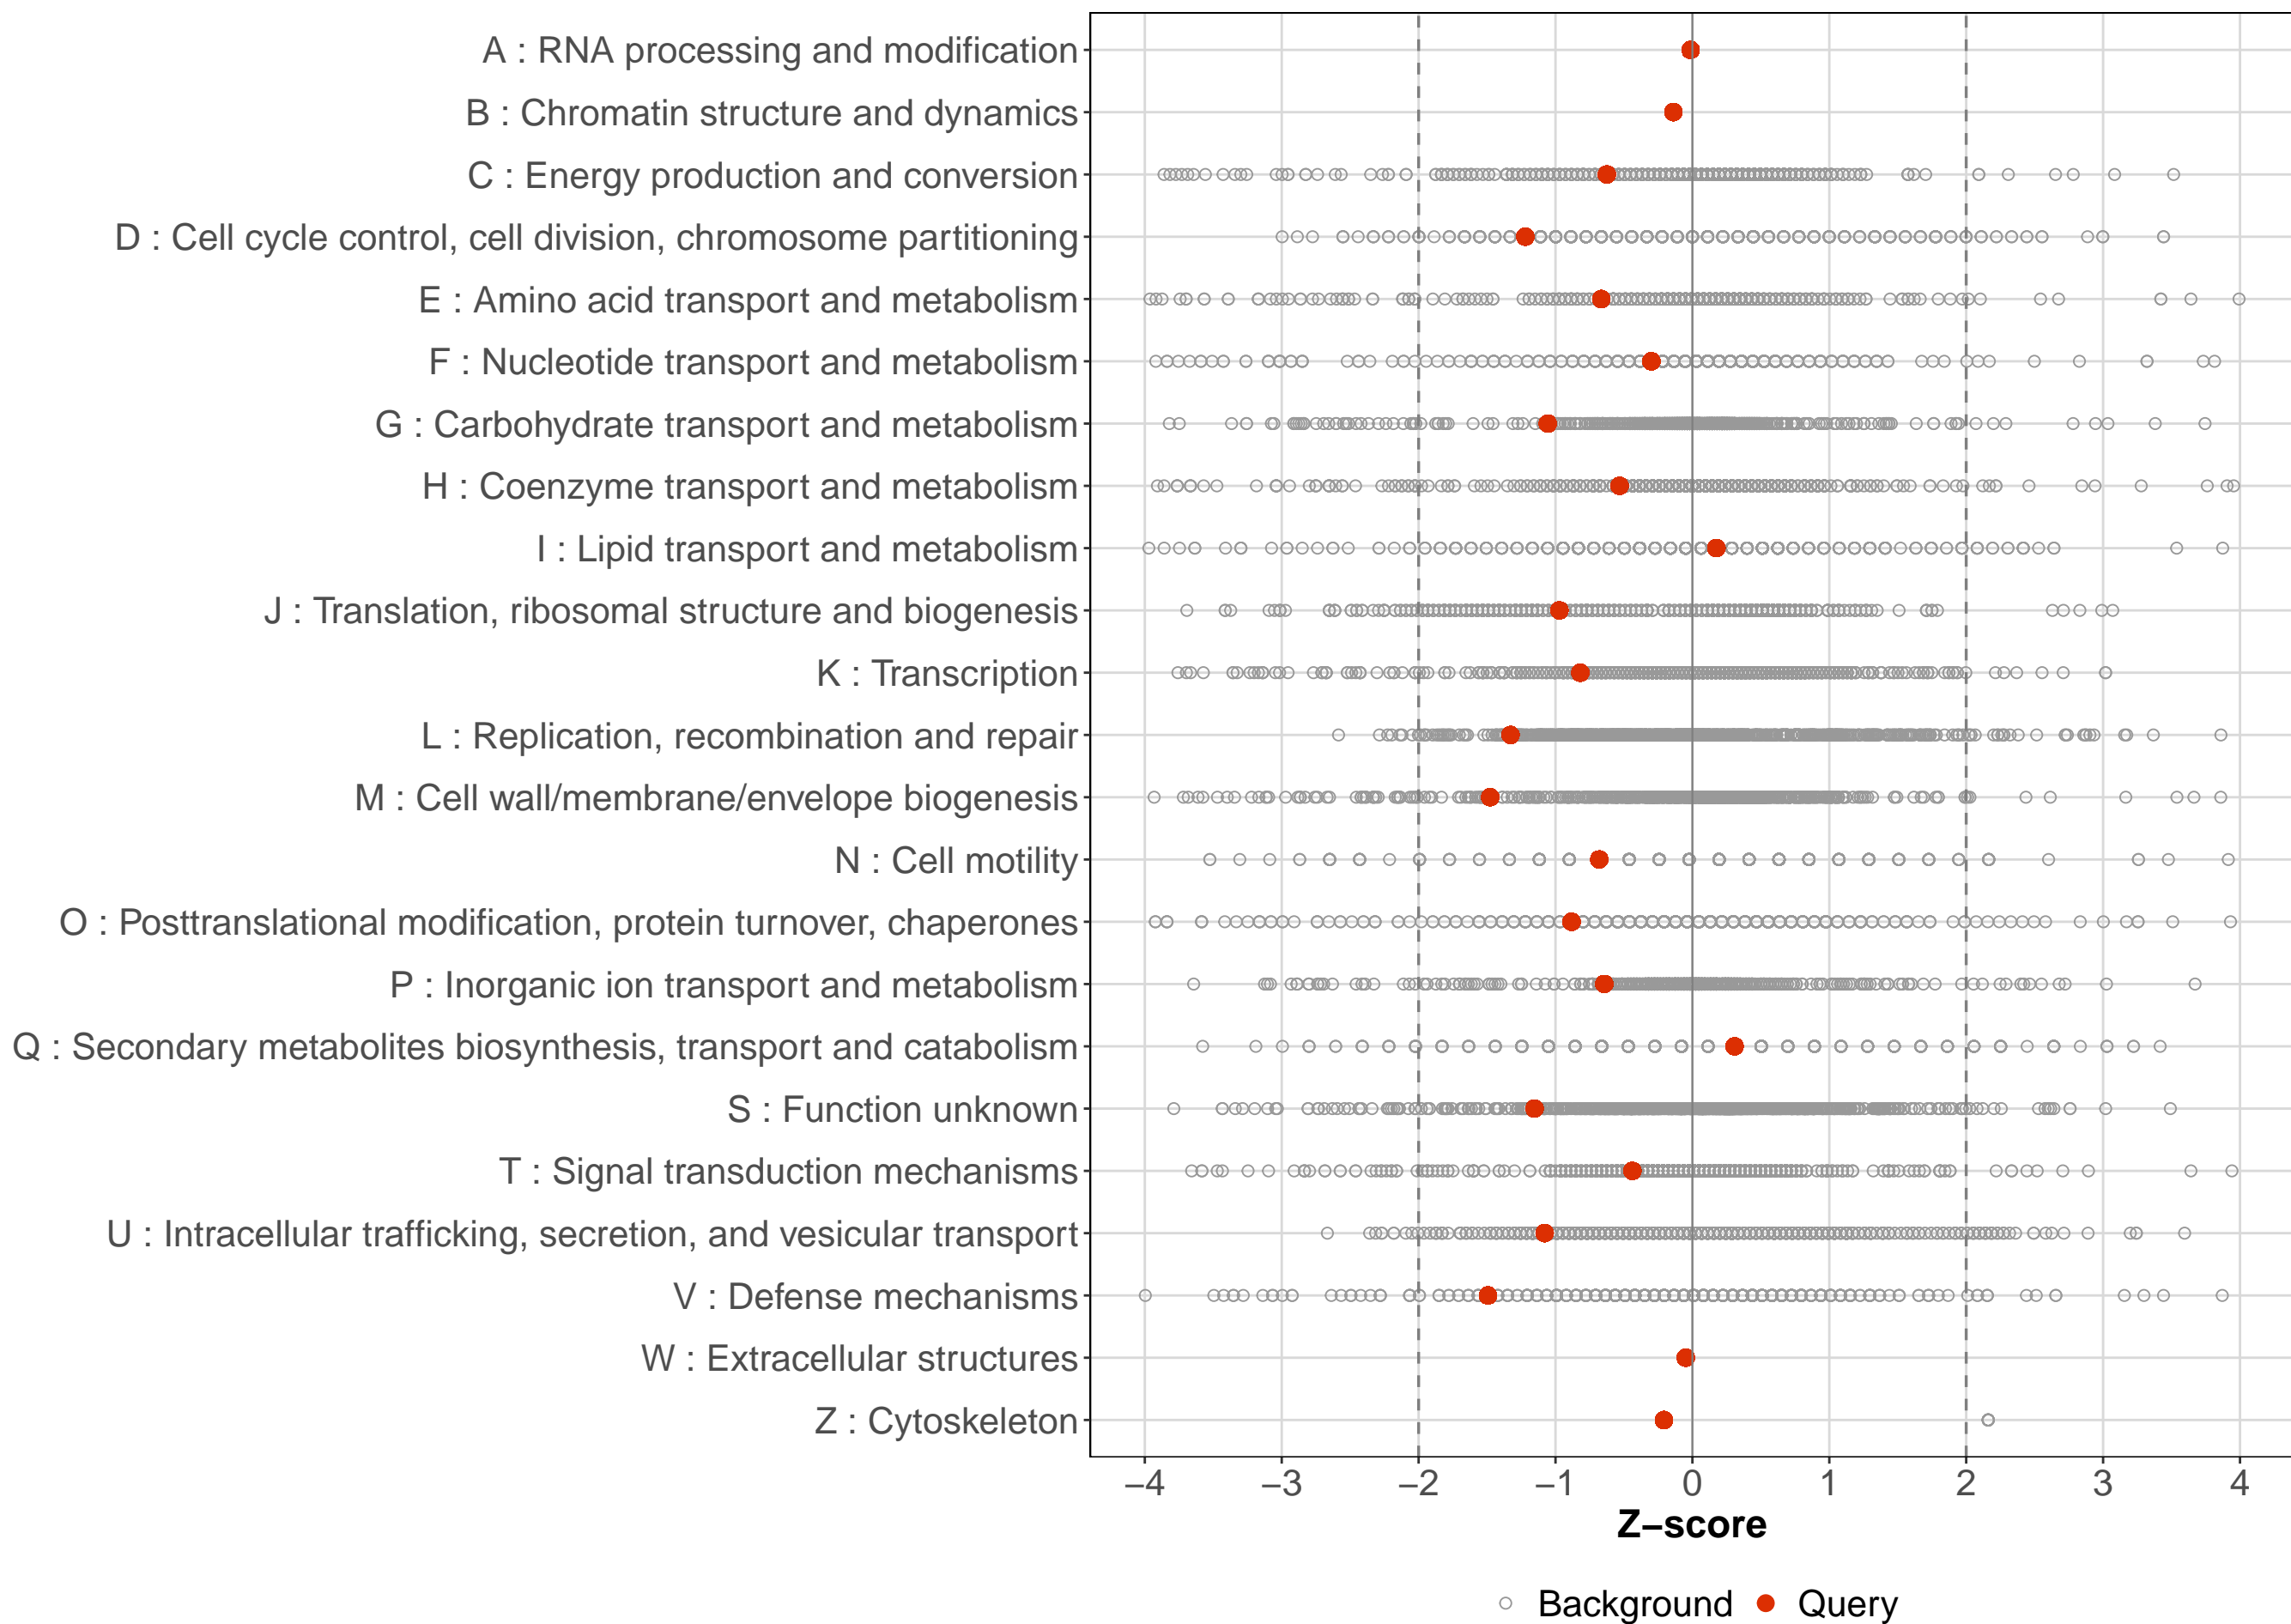 A : RNA processing and modification
B : Chromatin structure and dynamics
C : Energy production and conversion
D : Cell cycle control, cell division, chromosome partitioning
E : Amino acid transport and metabolism
F : Nucleotide transport and metabolism
G : Carbohydrate transport and metabolism
H : Coenzyme transport and metabolism
I : Lipid transport and metabolism
J : Translation, ribosomal structure and biogenesis
K : Transcription
L : Replication, recombination and repair
M : Cell wall/membrane/envelope biogenesis
N : Cell motility
O : Posttranslational modification, protein turnover, chaperones
P : Inorganic ion transport and metabolism
Q : Secondary metabolites biosynthesis, transport and catabolism
S : Function unknown
T : Signal transduction mechanisms
U : Intracellular trafficking, secretion, and vesicular transport
V : Defense mechanisms
W : Extracellular structures
Z : Cytoskeleton
−4 −3 −2 −1 0 1 2 3 4
Z−score
Background Query